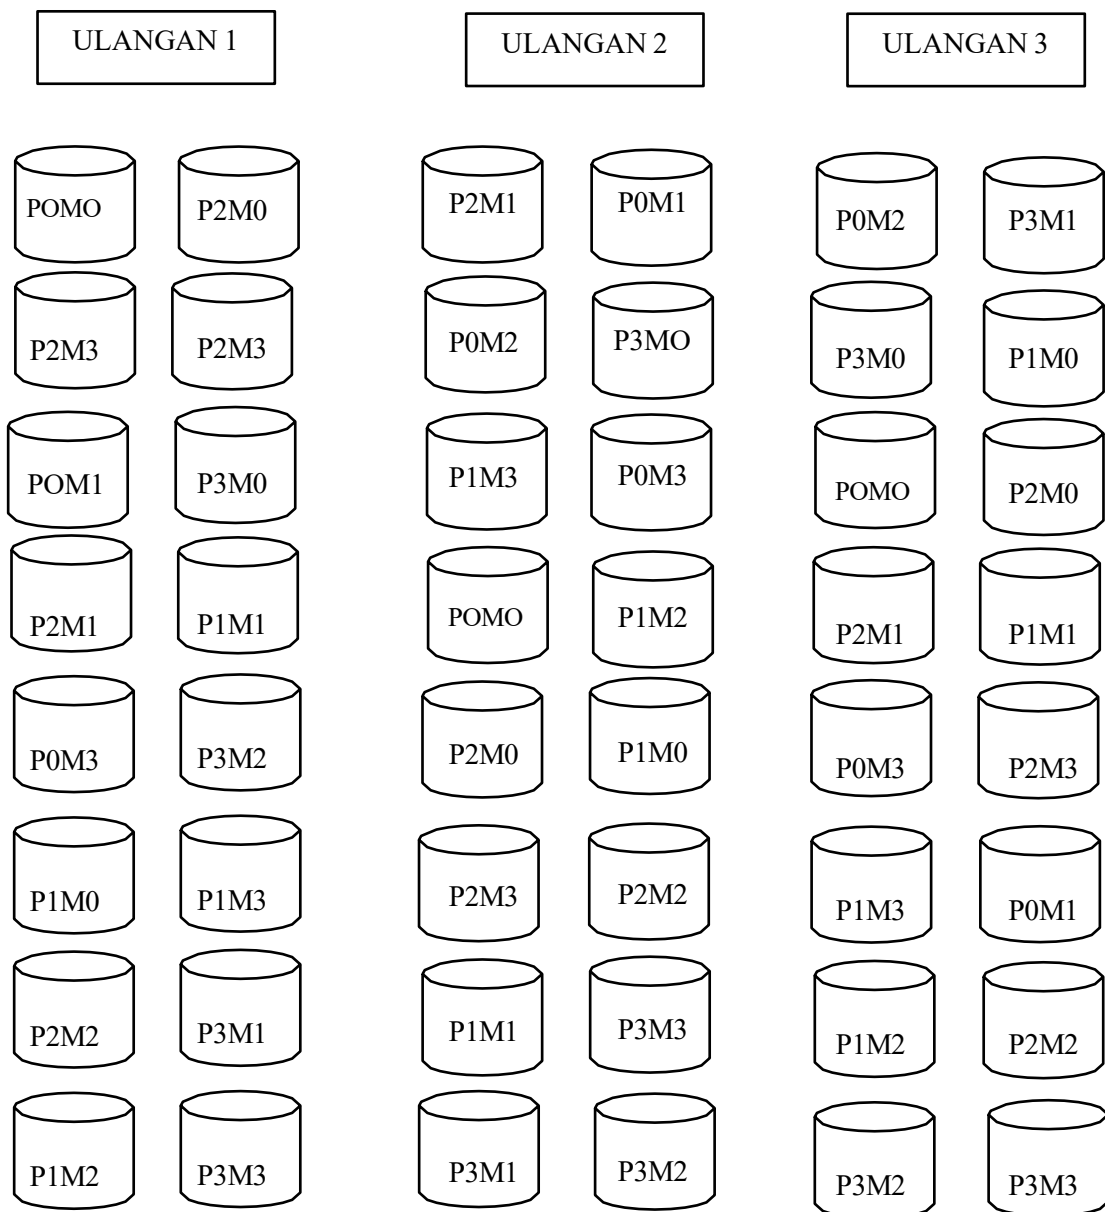 ULANGAN 1 ULANGAN 2 ULANGAN 3
POMO P2M0 P2M1 P0M1 P0M2 P3M1
P2M3 P2M3 P0M2 P3MO P3M0 P1M0
POM1 P3M0 P1M3 P0M3 POMO P2M0
P2M1 P1M1 POMO P1M2 P2M1 P1M1
P0M3 P3M2 P2M0 P1M0 P0M3 P2M3
P1M0 P1M3 P2M3 P2M2 P1M3 P0M1
P2M2 P3M1 P1M1 P3M3 P1M2 P2M2
P1M2 P3M3 P3M1 P3M2 P3M2 P3M3